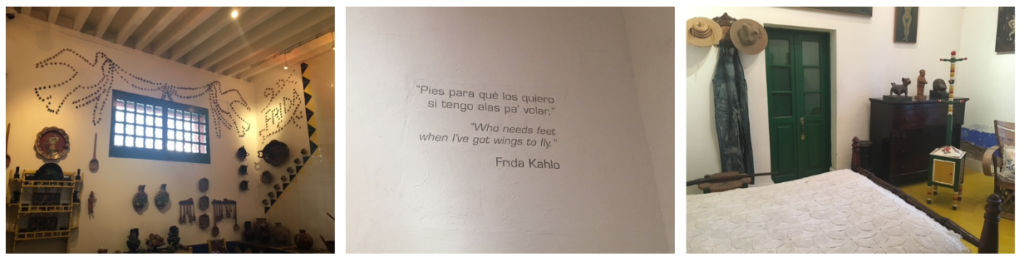 FRIDA
"Pies para qué los quiero
si tengo alas pa' volar."
"Who needs feet
when I've got wings to fly."
Frida Kahlo